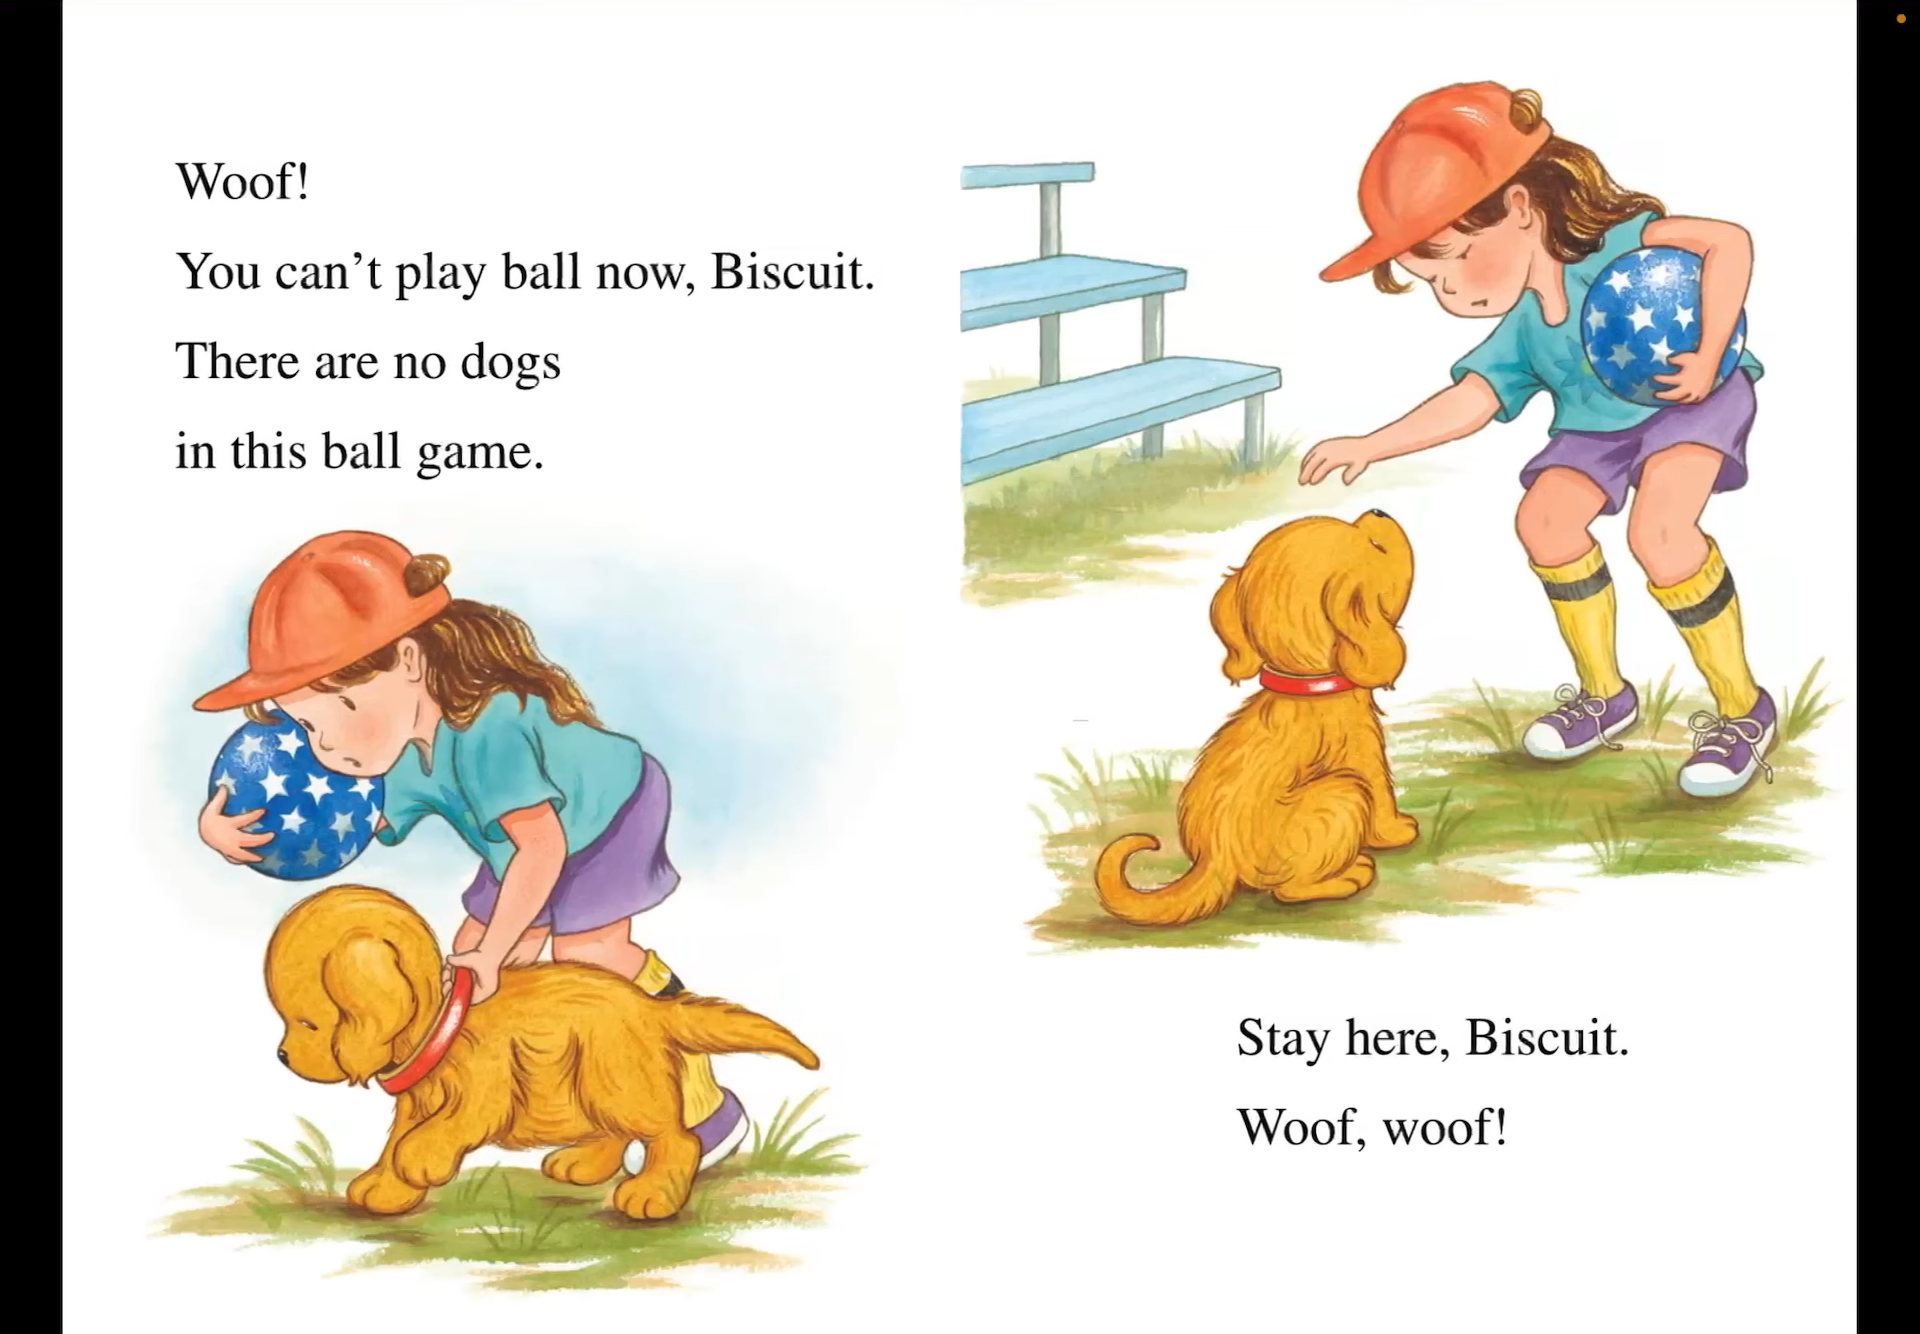 Woof!
You can’t play ball now, Biscuit.
There are no dogs
in this ball game.
Stay here, Biscuit.
Woof, woof!